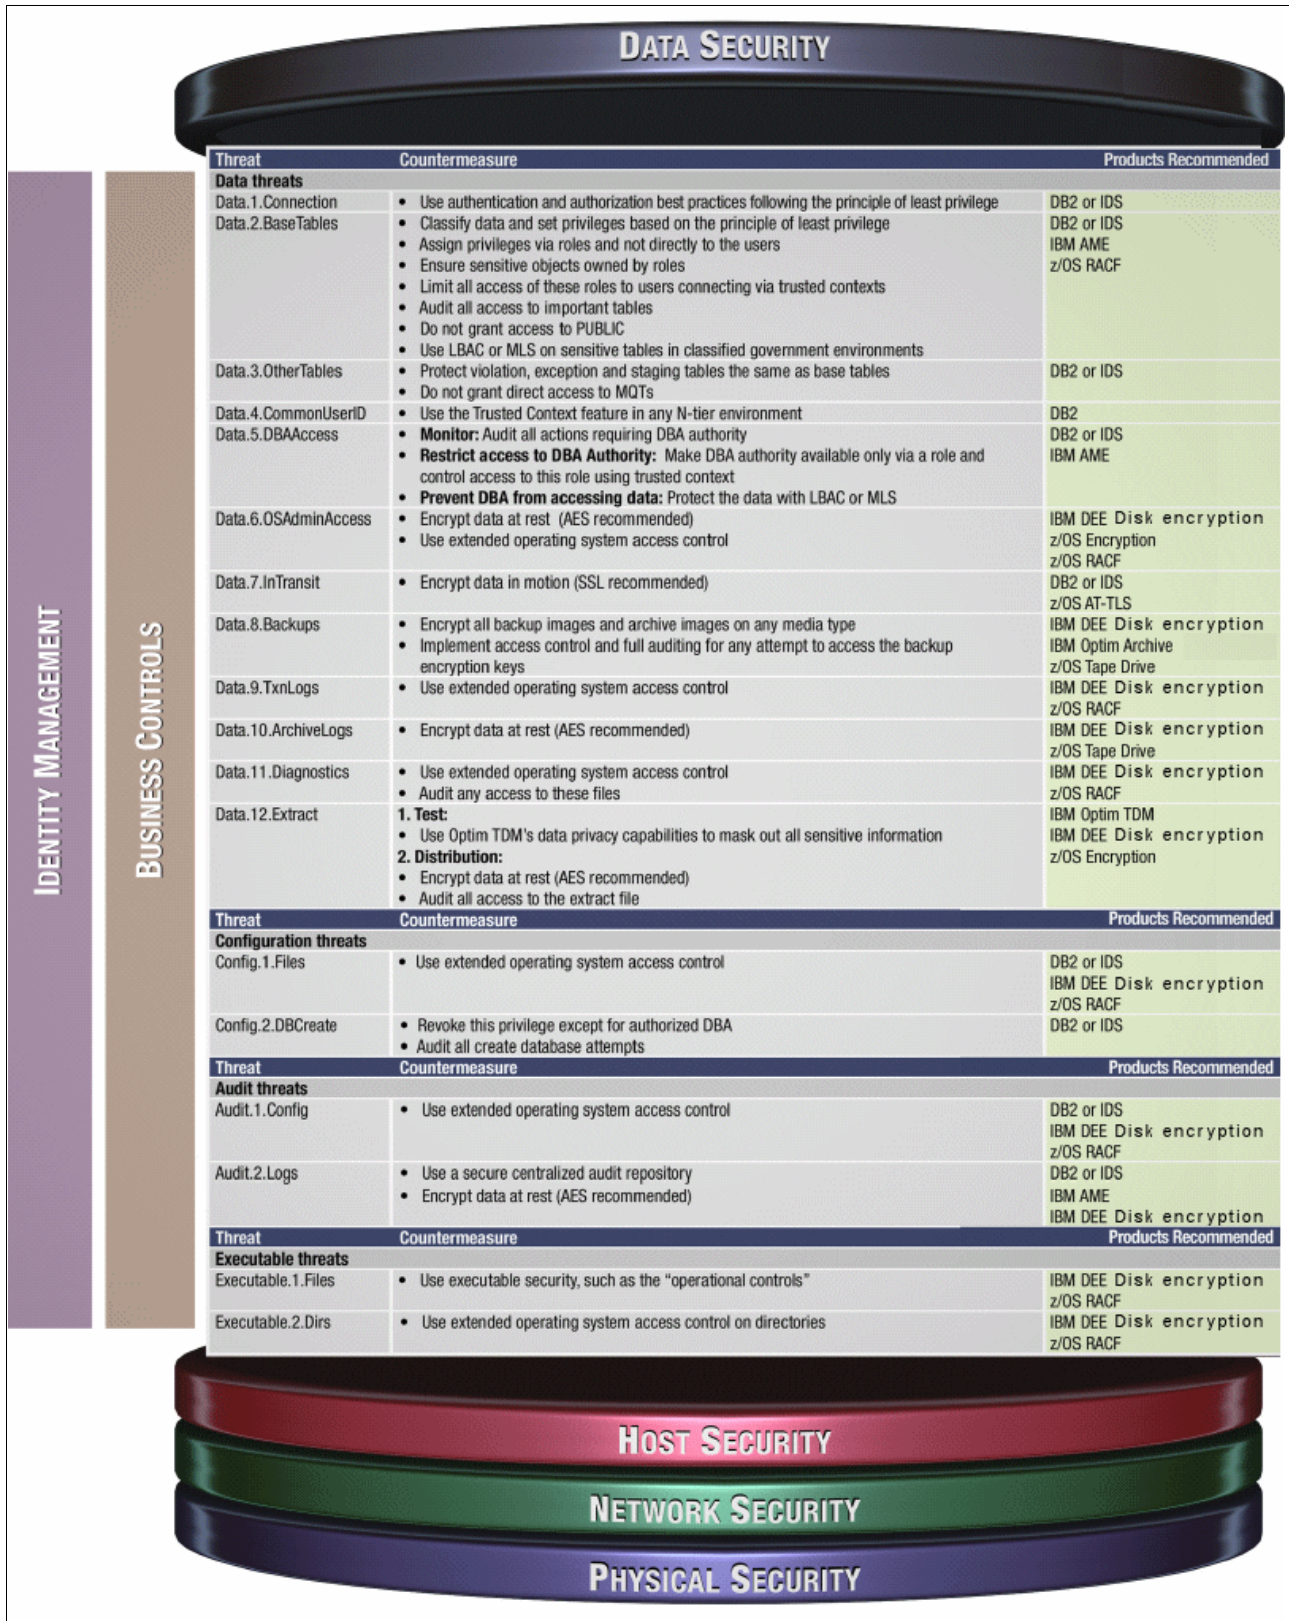 DATA SECURITY
Threat Countermeasure Products Recommended
Data threats
Data.1.Connection • Use authentication and authorization best practices following the principle of least privilege DB2 or IDS
Data.2.BaseTables • Classify data and set privileges based on the principle of least privilege DB2 or IDS
• Assign privileges via roles and not directly to the users IBM AME
• Ensure sensitive objects owned by roles z/OS RACF
• Limit all access of these roles to users connecting via trusted contexts
• Audit all access to important tables
• Do not grant access to PUBLIC
• Use LBAC or MLS on sensitive tables in classified government environments
Data.3.OtherTables • Protect violation, exception and staging tables the same as base tables DB2 or IDS
• Do not grant direct access to MQTs
Data.4.CommonUserID • Use the Trusted Context feature in any N-tier environment DB2
Data.5.DBAAccess • Monitor: Audit all actions requiring DBA authority DB2 or IDS
• Restrict access to DBA Authority: Make DBA authority available only via a role and IBM AME
control access to this role using trusted context
• Prevent DBA from accessing data: Protect the data with LBAC or MLS
Data.6.OSAdminAccess • Encrypt data at rest (AES recommended) IBM DEE Disk encryption
• Use extended operating system access control z/OS Encryption
z/OS RACF
Data.7.InTransit • Encrypt data in motion (SSL recommended) DB2 or IDS
z/OS AT-TLS
Data.8.Backups • Encrypt all backup images and archive images on any media type IBM DEE Disk encryption
• Implement access control and full auditing for any attempt to access the backup IBM Optim Archive
encryption keys z/OS Tape Drive
Data.9.TxnLogs • Use extended operating system access control IBM DEE Disk encryption
z/OS RACF
Data.10.ArchiveLogs • Encrypt data at rest (AES recommended) IBM DEE Disk encryption
z/OS Tape Drive
Data.11.Diagnostics • Use extended operating system access control IBM DEE Disk encryption
• Audit any access to these files z/OS RACF
Data.12.Extract 1. Test: IBM Optim TDM
• Use Optim TDM's data privacy capabilities to mask out all sensitive information IBM DEE Disk encryption
2. Distribution: z/OS Encryption
• Encrypt data at rest (AES recommended)
• Audit all access to the extract file
Threat Countermeasure Products Recommended
Configuration threats
Config.1.Files • Use extended operating system access control DB2 or IDS
IBM DEE Disk encryption
z/OS RACF
Config.2.DBCreate • Revoke this privilege except for authorized DBA DB2 or IDS
• Audit all create database attempts
Threat Countermeasure Products Recommended
Audit threats
Audit.1.Config • Use extended operating system access control DB2 or IDS
IBM DEE Disk encryption
z/OS RACF
Audit.2.Logs • Use a secure centralized audit repository DB2 or IDS
• Encrypt data at rest (AES recommended) IBM AME
IBM DEE Disk encryption
Threat Countermeasure Products Recommended
Executable threats
Executable.1.Files • Use executable security, such as the “operational controls” IBM DEE Disk encryption
z/OS RACF
Executable.2.Dirs • Use extended operating system access control on directories IBM DEE Disk encryption
z/OS RACF
IDENTITY MANAGEMENT
BUSINESS CONTROLS
HOST SECURITY
NETWORK SECURITY
PHYSICAL SECURITY